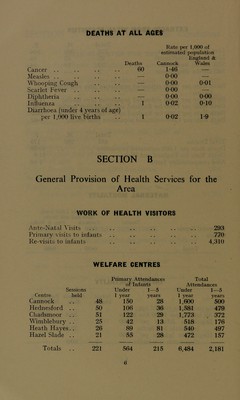 DEATHS AT ALL AGES
Rate per 1,000 of
estimated population
England &
Deaths Cannock Wales
Cancer .. .. .. .. 60 1·46 —
Measles .. .. .. .. — 0·00 —
Whooping Cough .. .. — 0·00 0·01
Scarlet Fever .. .. .. — 0·00 —
Diphtheria .. .. .. — 0·00 0·00
Influenza .. .. .. 1 0·02 0·10
Diarrhoea (under 4 years of age)
per 1,000 live births 1 0·02 1·9
SECTION B
General Provision of Health Services for the
Area
WORK OF HEALTH VISITORS
Ante-Natal Visits .. .. .. .. .. 293
Primary visits to infants .. .. .. .. 770
Re-visits to infants .. .. .. .. 4,310
WELFARE CENTRES
Primary Attendances Total
of Infants Attendances
Sessions Under 1—5 Under 1—5
Centre held 1 year years 1 year years
Cannock .. 48 150 28 1,600 500
Hednesford .. 50 106 36 1,581 479
Chadsmoor .. 51 122 29 1,773 372
Wimblebury .. 25 42 13 518 176
Heath Hayes .. 26 89 81 540 497
Hazel Slade .. 21 55 28 472 157
Totals .. 221 564 215 6,484 2,181
6